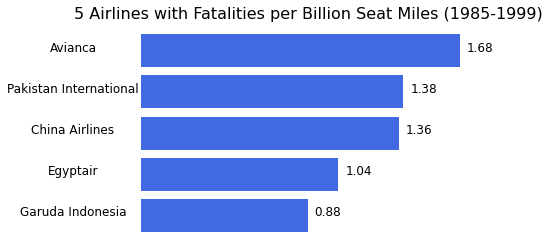 5 Airlines with Fatalities per Billion Seat Miles (1985-1999)
Avianca 1.68
Pakistan International 1.38
China Airlines 1.36
Egyptair 1.04
Garuda Indonesia 0.88